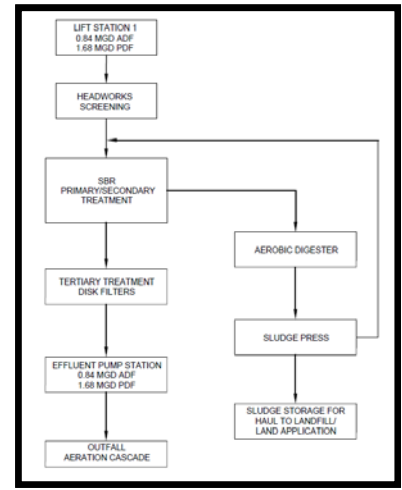 LIFT STATION 1
0.84 MGD ADF
1.68 MGD PDF
HEADWORKS
SCREENING
SBR
PRIMARY/SECONDARY
TREATMENT
AEROBIC DIGESTER
TERTIARY TREATMENT
DISK FILTERS
SLUDGE PRESS
EFFLUENT PUMP STATION
0.84 MGD ADF
1.68 MGD PDF
SLUDGE STORAGE FOR
HAUL TO LANDFILL/
LAND APPLICATION
OUTFALL
AERATION CASCADE